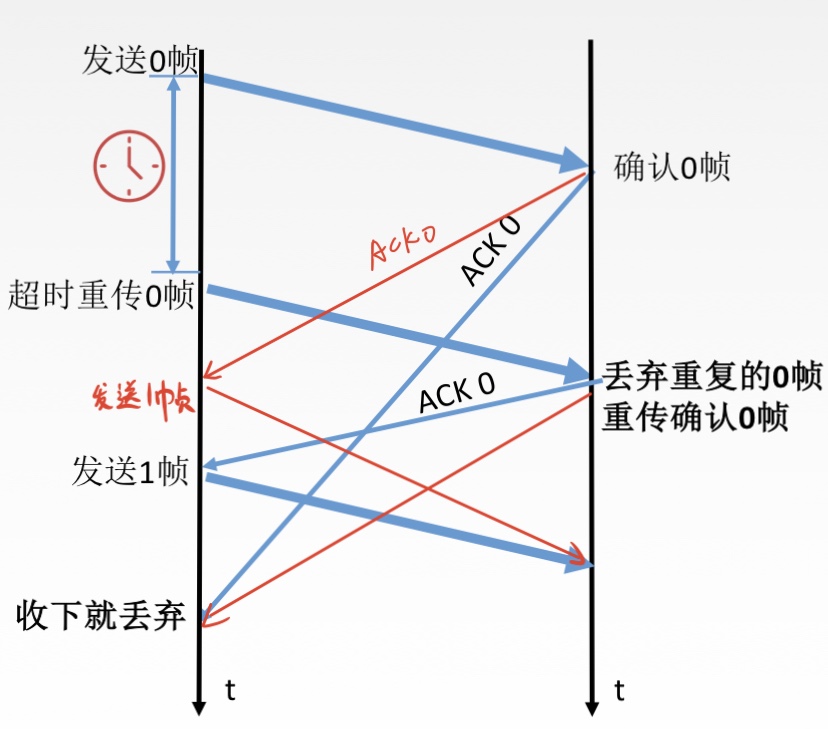 发送0帧
确认0帧
Ack0
ACK 0
超时重传0帧
丢弃重复的0帧
重传确认0帧
发送1帧
ACK 0
发送1帧
收下就丢弃
t
t